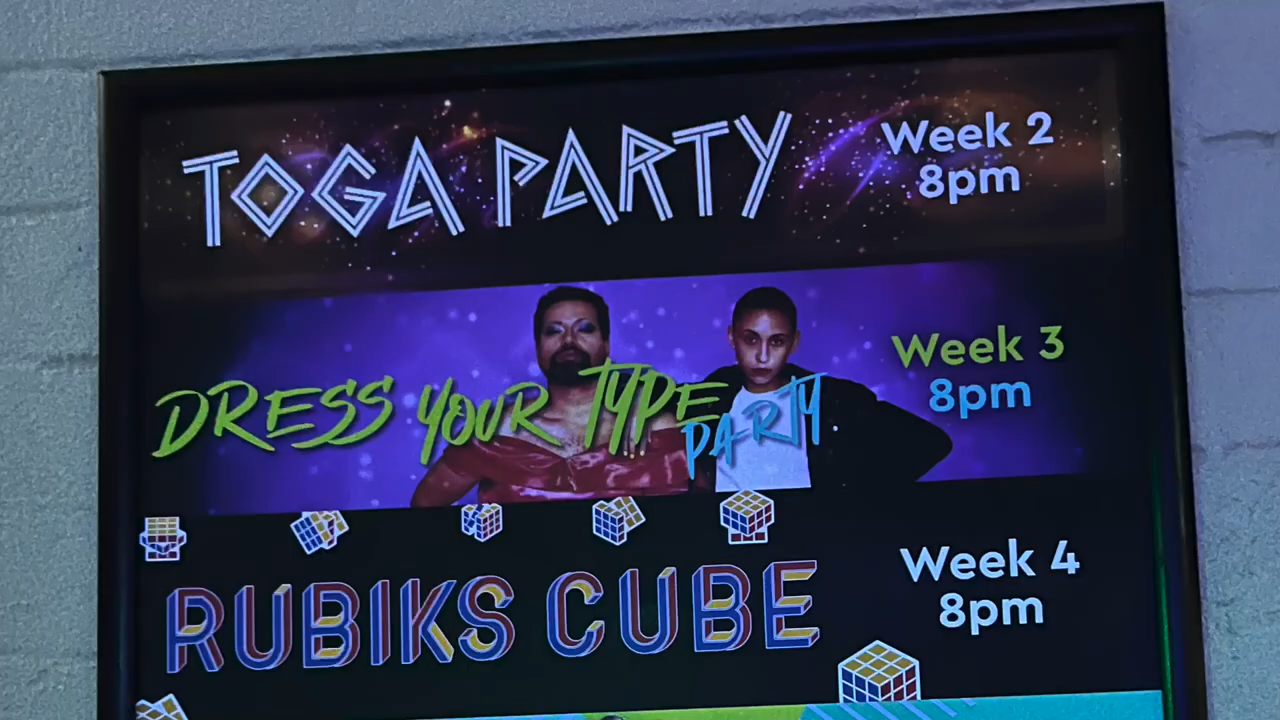 TOGA PARTY
Week 2
8pm
DRESS YOUR TYPE
PARTY
Week 3
8pm
RUBIKS CUBE
Week 4
8pm